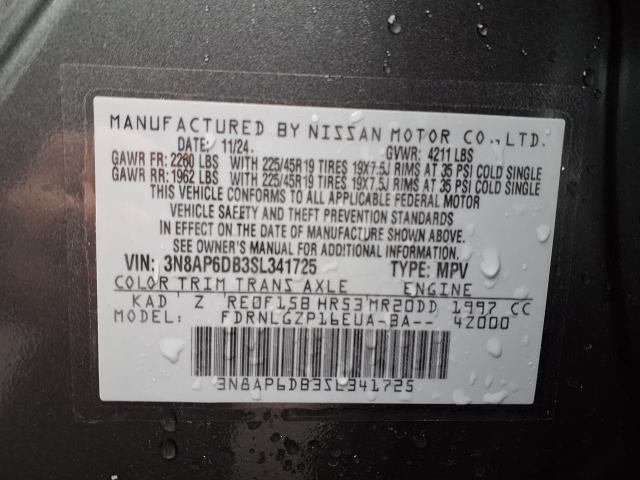 MANUFACTURED BY NISSAN MOTOR CO., LTD.
DATE: 11/24 GVWR: 4211 LBS
GAWR FR: 2280 LBS WITH 225/45R19 TIRES 19X7.5J RIMS AT 35 PSI COLD SINGLE
GAWR RR: 1962 LBS WITH 225/45R19 TIRES 19X7.5J RIMS AT 35 PSI COLD SINGLE
THIS VEHICLE CONFORMS TO ALL APPLICABLE FEDERAL MOTOR
VEHICLE SAFETY AND THEFT PREVENTION STANDARDS
IN EFFECT ON THE DATE OF MANUFACTURE SHOWN ABOVE.
SEE OWNER'S MANUAL FOR ADDITIONAL INFORMATION.
VIN: 3N8AP6DB3SL341725 TYPE: MPV
COLOR TRIM TRANS AXLE ENGINE
KAD Z RE0F15B HR53 MR20DD 1997 CC
MODEL: FDRNLGZP16EUA-BA-- 42000
3N8AP6DB3SL341725